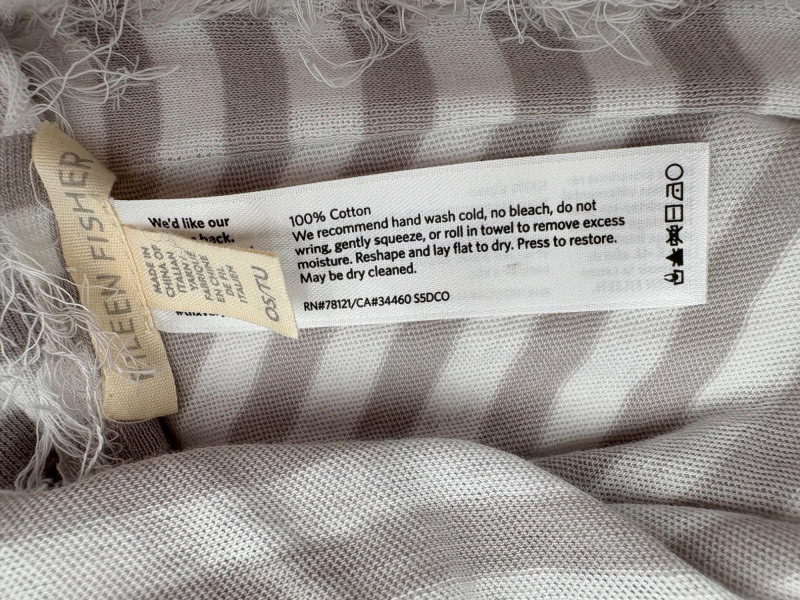 EILEEN FISHER
MADE IN
CHINA OF
ITALIAN
YARN
FABRIQUÉ
EN CHINE
DE FIL
ITALIEN
OS/TU
We'd like our
back.
100% Cotton
We recommend hand wash cold, no bleach, do not
wring, gently squeeze, or roll in towel to remove excess
moisture. Reshape and lay flat to dry. Press to restore.
May be dry cleaned.
RN#78121/CA#34460 S5DCO